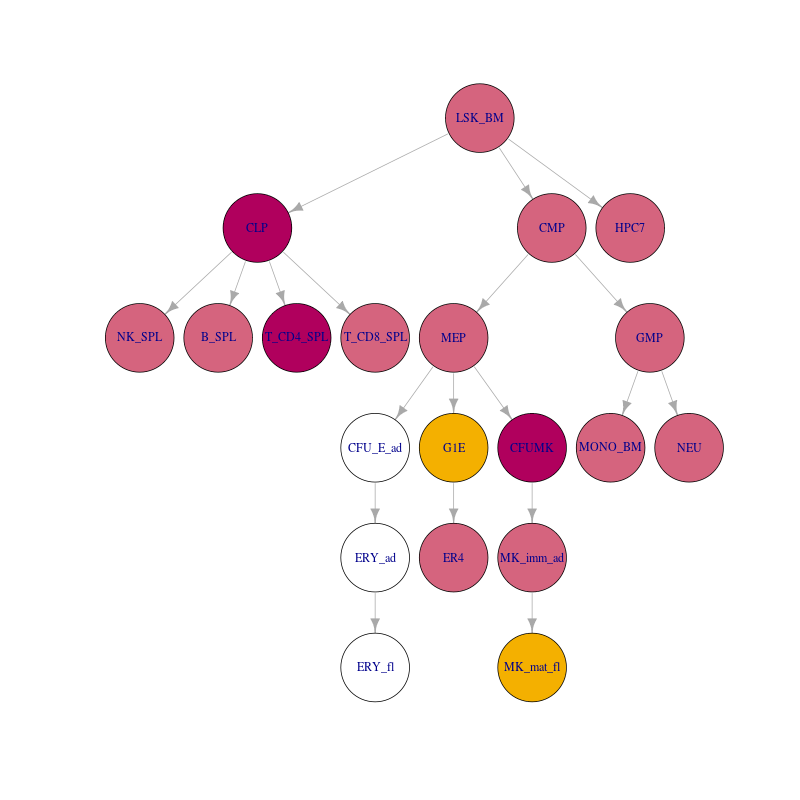 LSK_BM
CLP
CMP
HPC7
NK_SPL
B_SPL
T_CD4_SPL
T_CD8_SPL
MEP
GMP
CFU_E_ad
G1E
CFUMK
MONO_BM
NEU
ERY_ad
ER4
MK_imm_ad
ERY_fl
MK_mat_fl